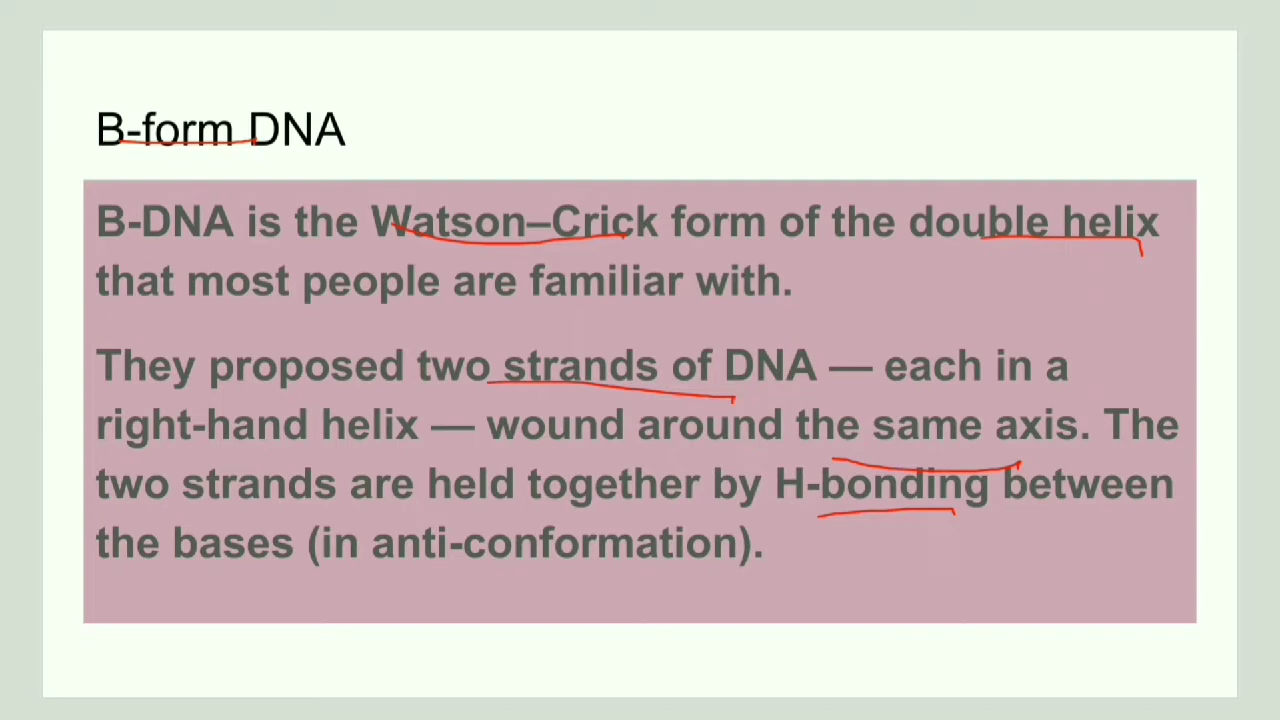 B-form DNA
B-DNA is the Watson–Crick form of the double helix
that most people are familiar with.
They proposed two strands of DNA — each in a
right-hand helix — wound around the same axis. The
two strands are held together by H-bonding between
the bases (in anti-conformation).